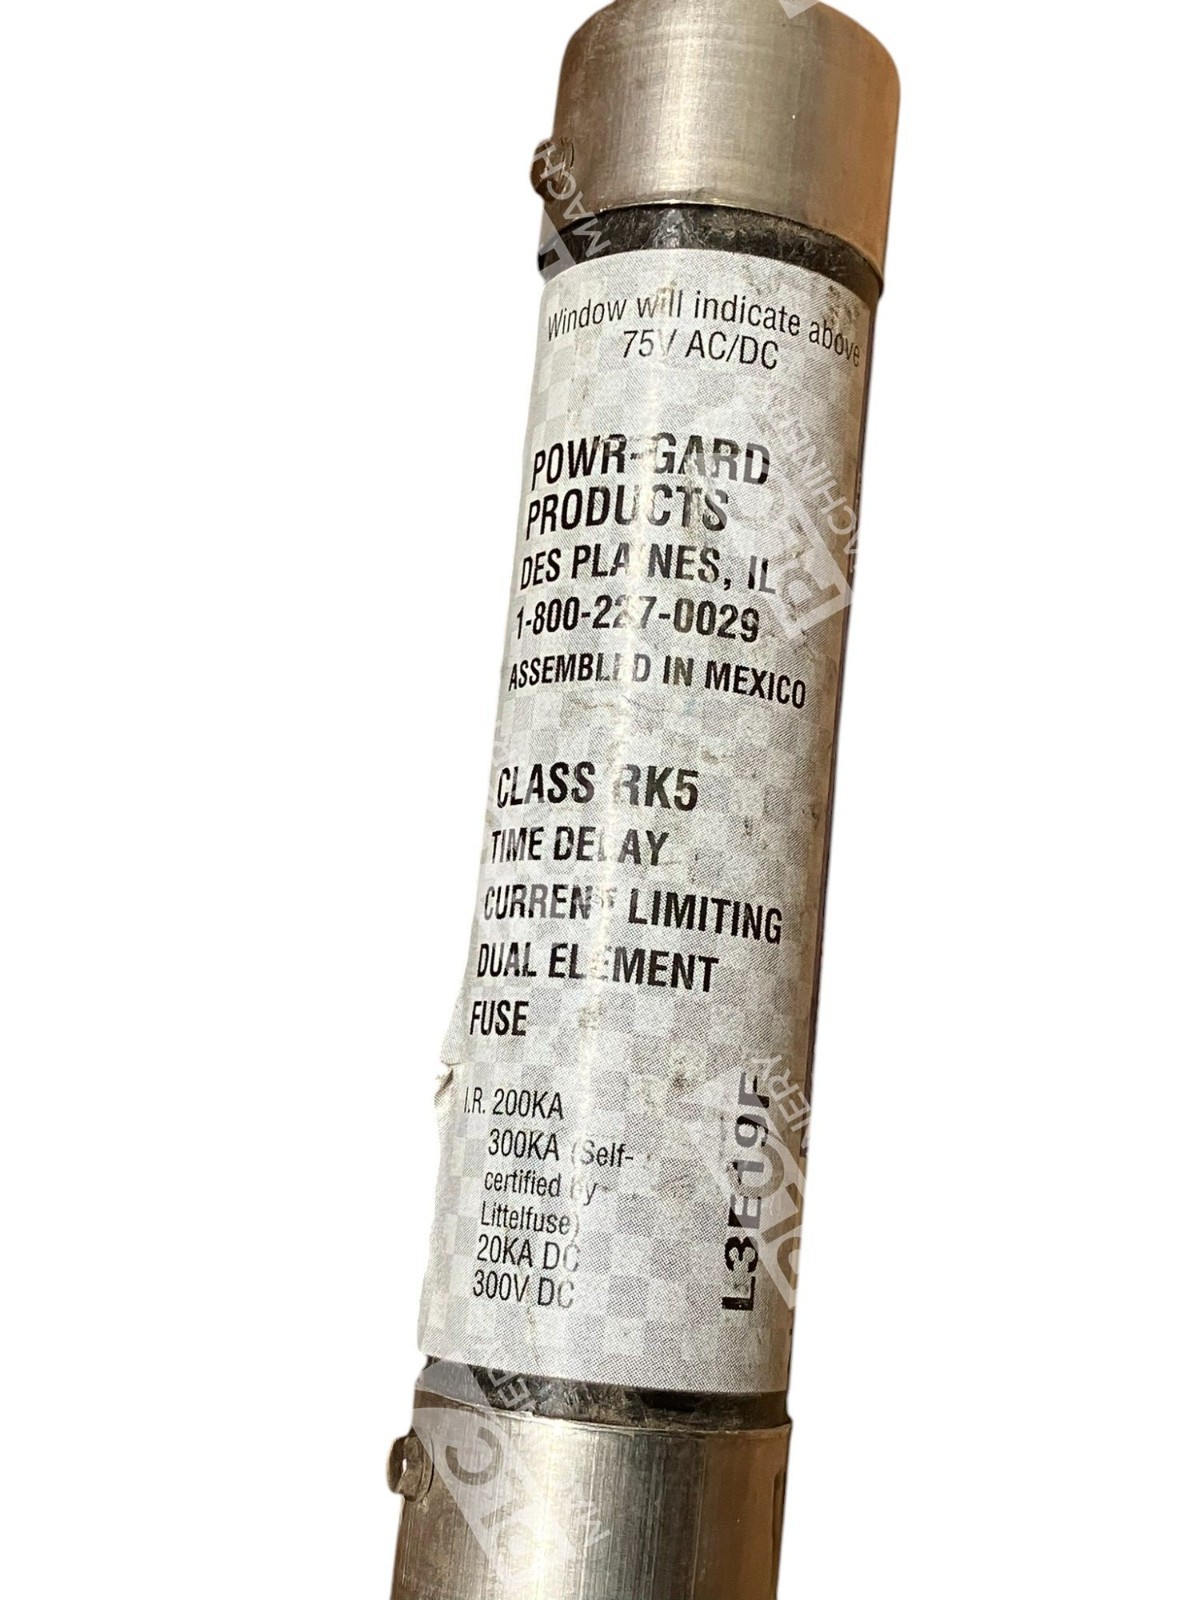 Window will indicate above
75V AC/DC
POWR-GARD
PRODUCTS
DES PLAINES, IL
1-800-227-0029
ASSEMBLED IN MEXICO
CLASS RK5
TIME DELAY
CURRENT LIMITING
DUAL ELEMENT
FUSE
I.R. 200KA
300KA (Self-
certified by
Littelfuse)
20KA DC
300V DC
L3E19F